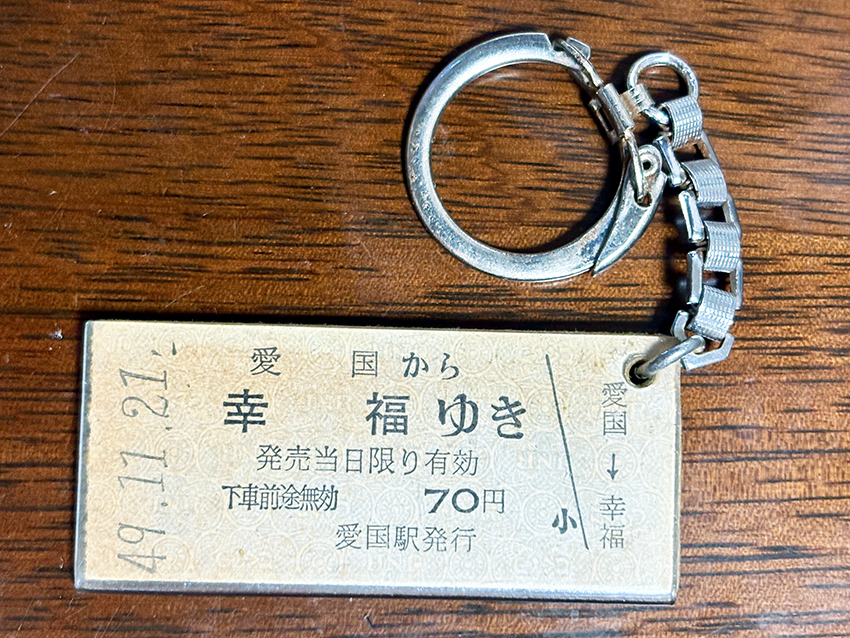 49.11.21.
愛国から
幸福ゆき
発売当日限り有効
下車前途無効 70円
愛国駅発行
小
愛国→幸福